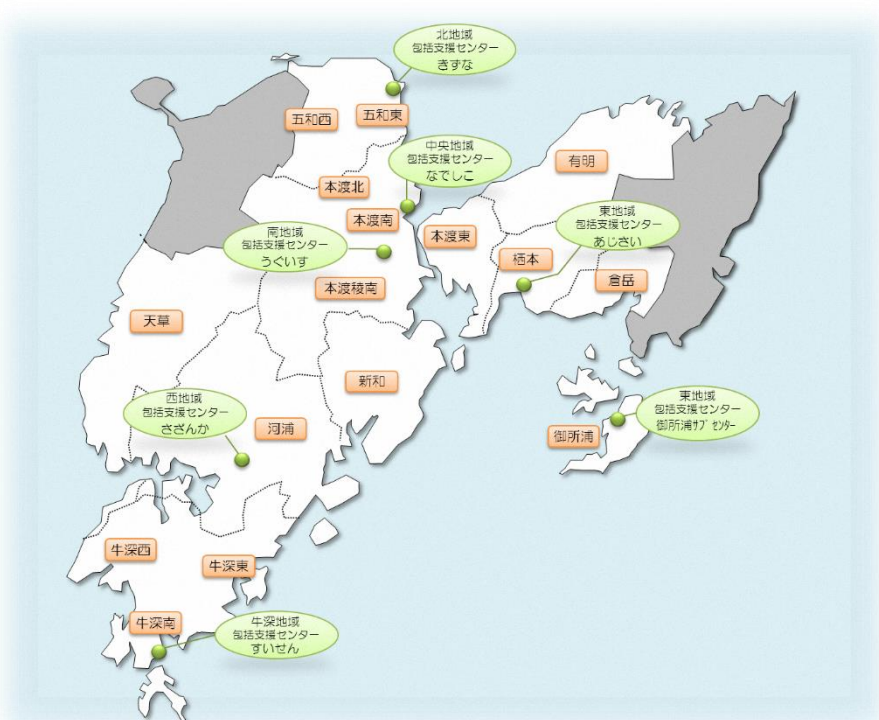 北地域
包括支援センター
きずな
五和西
五和東
中央地域
包括支援センター
なでしこ
有明
本渡北
本渡南
東地域
包括支援センター
あじさい
南地域
包括支援センター
うぐいす
本渡東
栖本
倉岳
本渡稜南
天草
新和
西地域
包括支援センター
さざんか
河浦
東地域
包括支援センター
御所浦ｻﾌﾞｾﾝﾀｰ
御所浦
牛深西
牛深東
牛深南
牛深地域
包括支援センター
すいせん